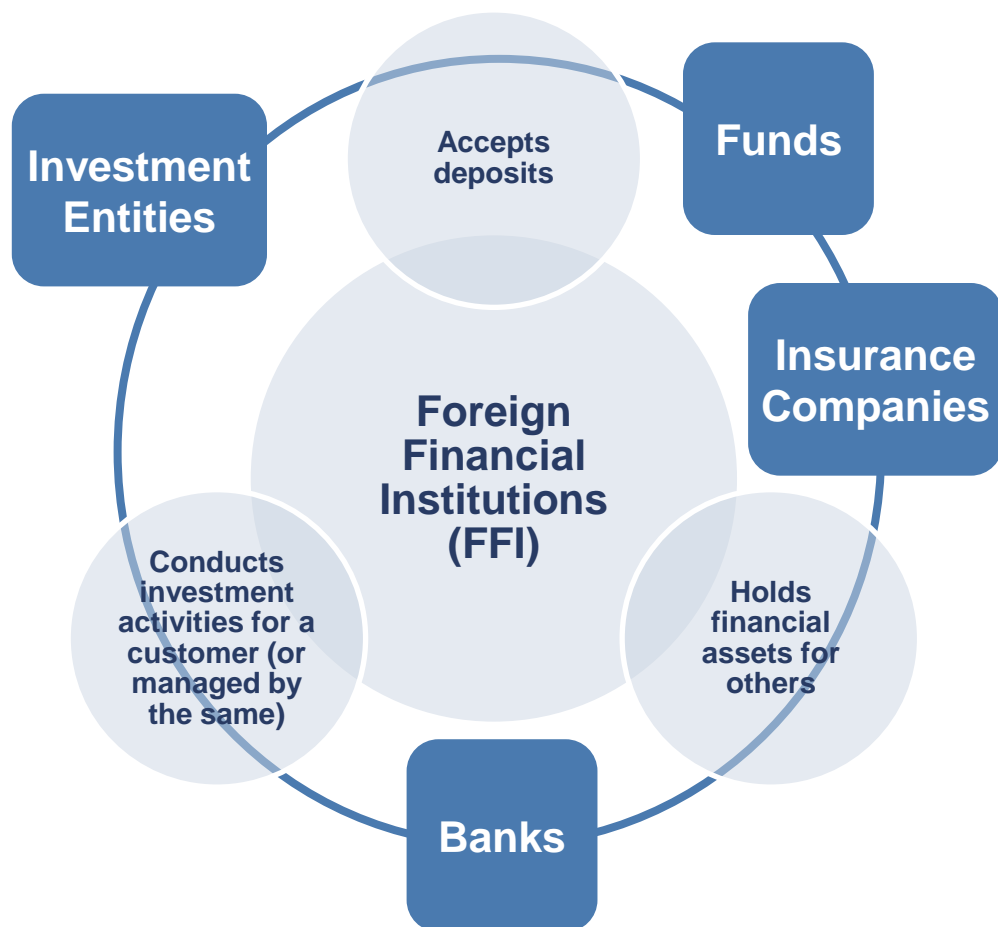 Accepts
deposits
Funds
Investment
Entities
Insurance
Companies
Foreign
Financial
Institutions
(FFI)
Conducts
investment
activities for a
customer (or
managed by
the same)
Holds
financial
assets for
others
Banks